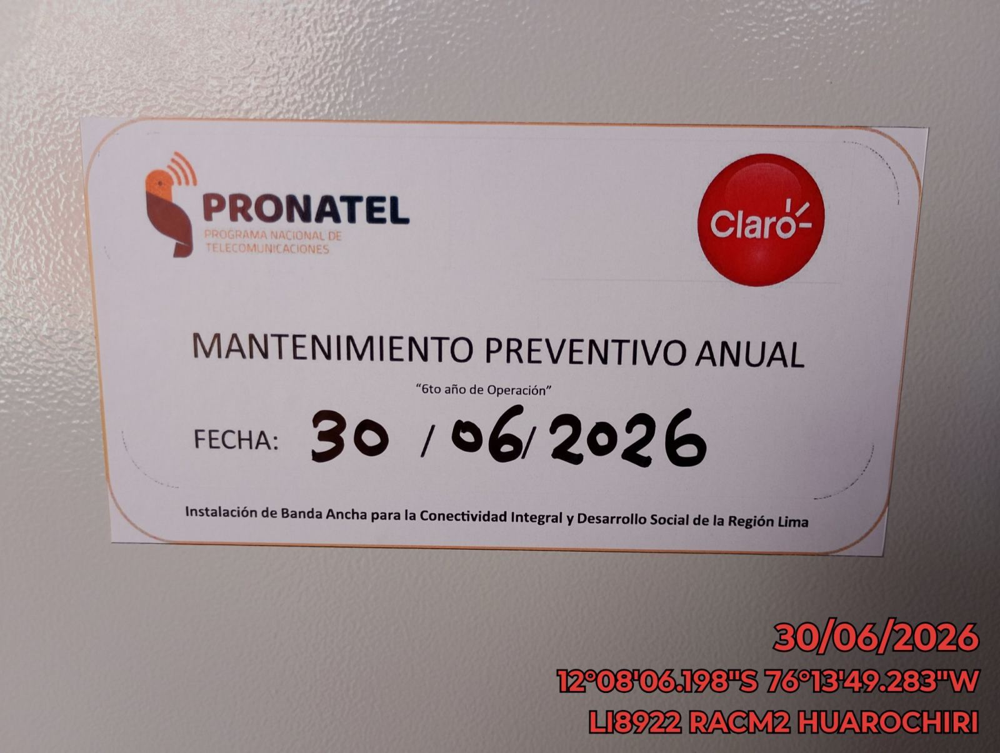 PRONATEL
PROGRAMA NACIONAL DE
TELECOMUNICACIONES
Claro
MANTENIMIENTO PREVENTIVO ANUAL
“6to año de Operación”
FECHA: 30 / 06 / 2026
Instalación de Banda Ancha para la Conectividad Integral y Desarrollo Social de la Región Lima
30/06/2026
12°08'06.198"S 76°13'49.283"W
LI8922 RACM2 HUAROCHIRI